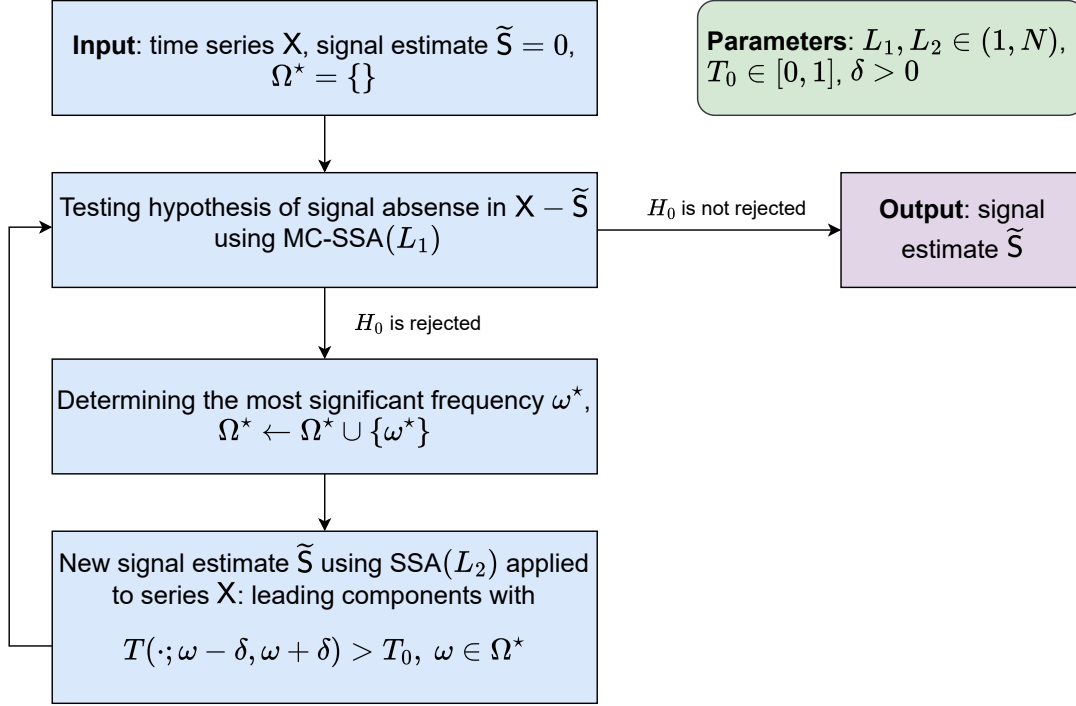 Input: time series X, signal estimate S̃ = 0,
Ω⋆ = {}
Parameters: L₁, L₂ ∈ (1, N),
T₀ ∈ [0, 1], δ > 0
Testing hypothesis of signal absense in X − S̃
using MC-SSA(L₁)
H₀ is not rejected
Output: signal
estimate S̃
H₀ is rejected
Determining the most significant frequency ω⋆,
Ω⋆ ← Ω⋆ ∪ {ω⋆}
New signal estimate S̃ using SSA(L₂) applied
to series X: leading components with
T(·; ω − δ, ω + δ) > T₀, ω ∈ Ω⋆